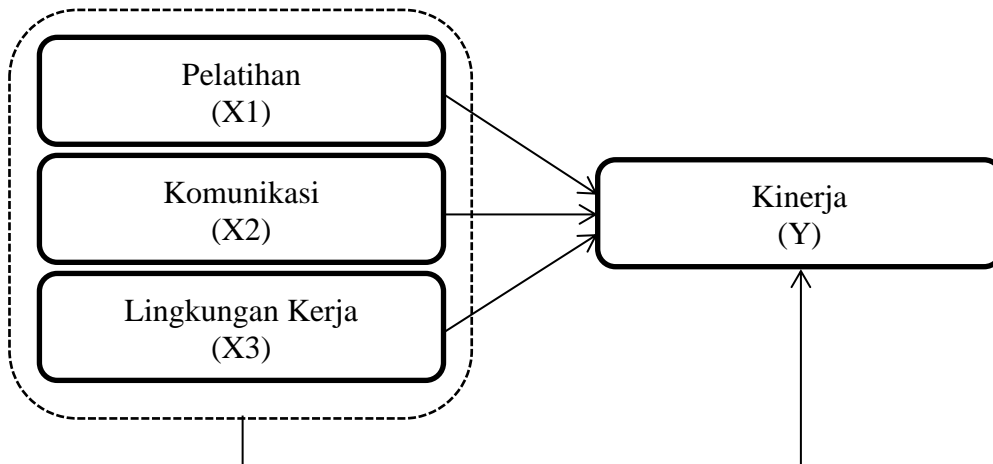 Pelatihan
(X1)
Komunikasi
(X2)
Lingkungan Kerja
(X3)
Kinerja
(Y)